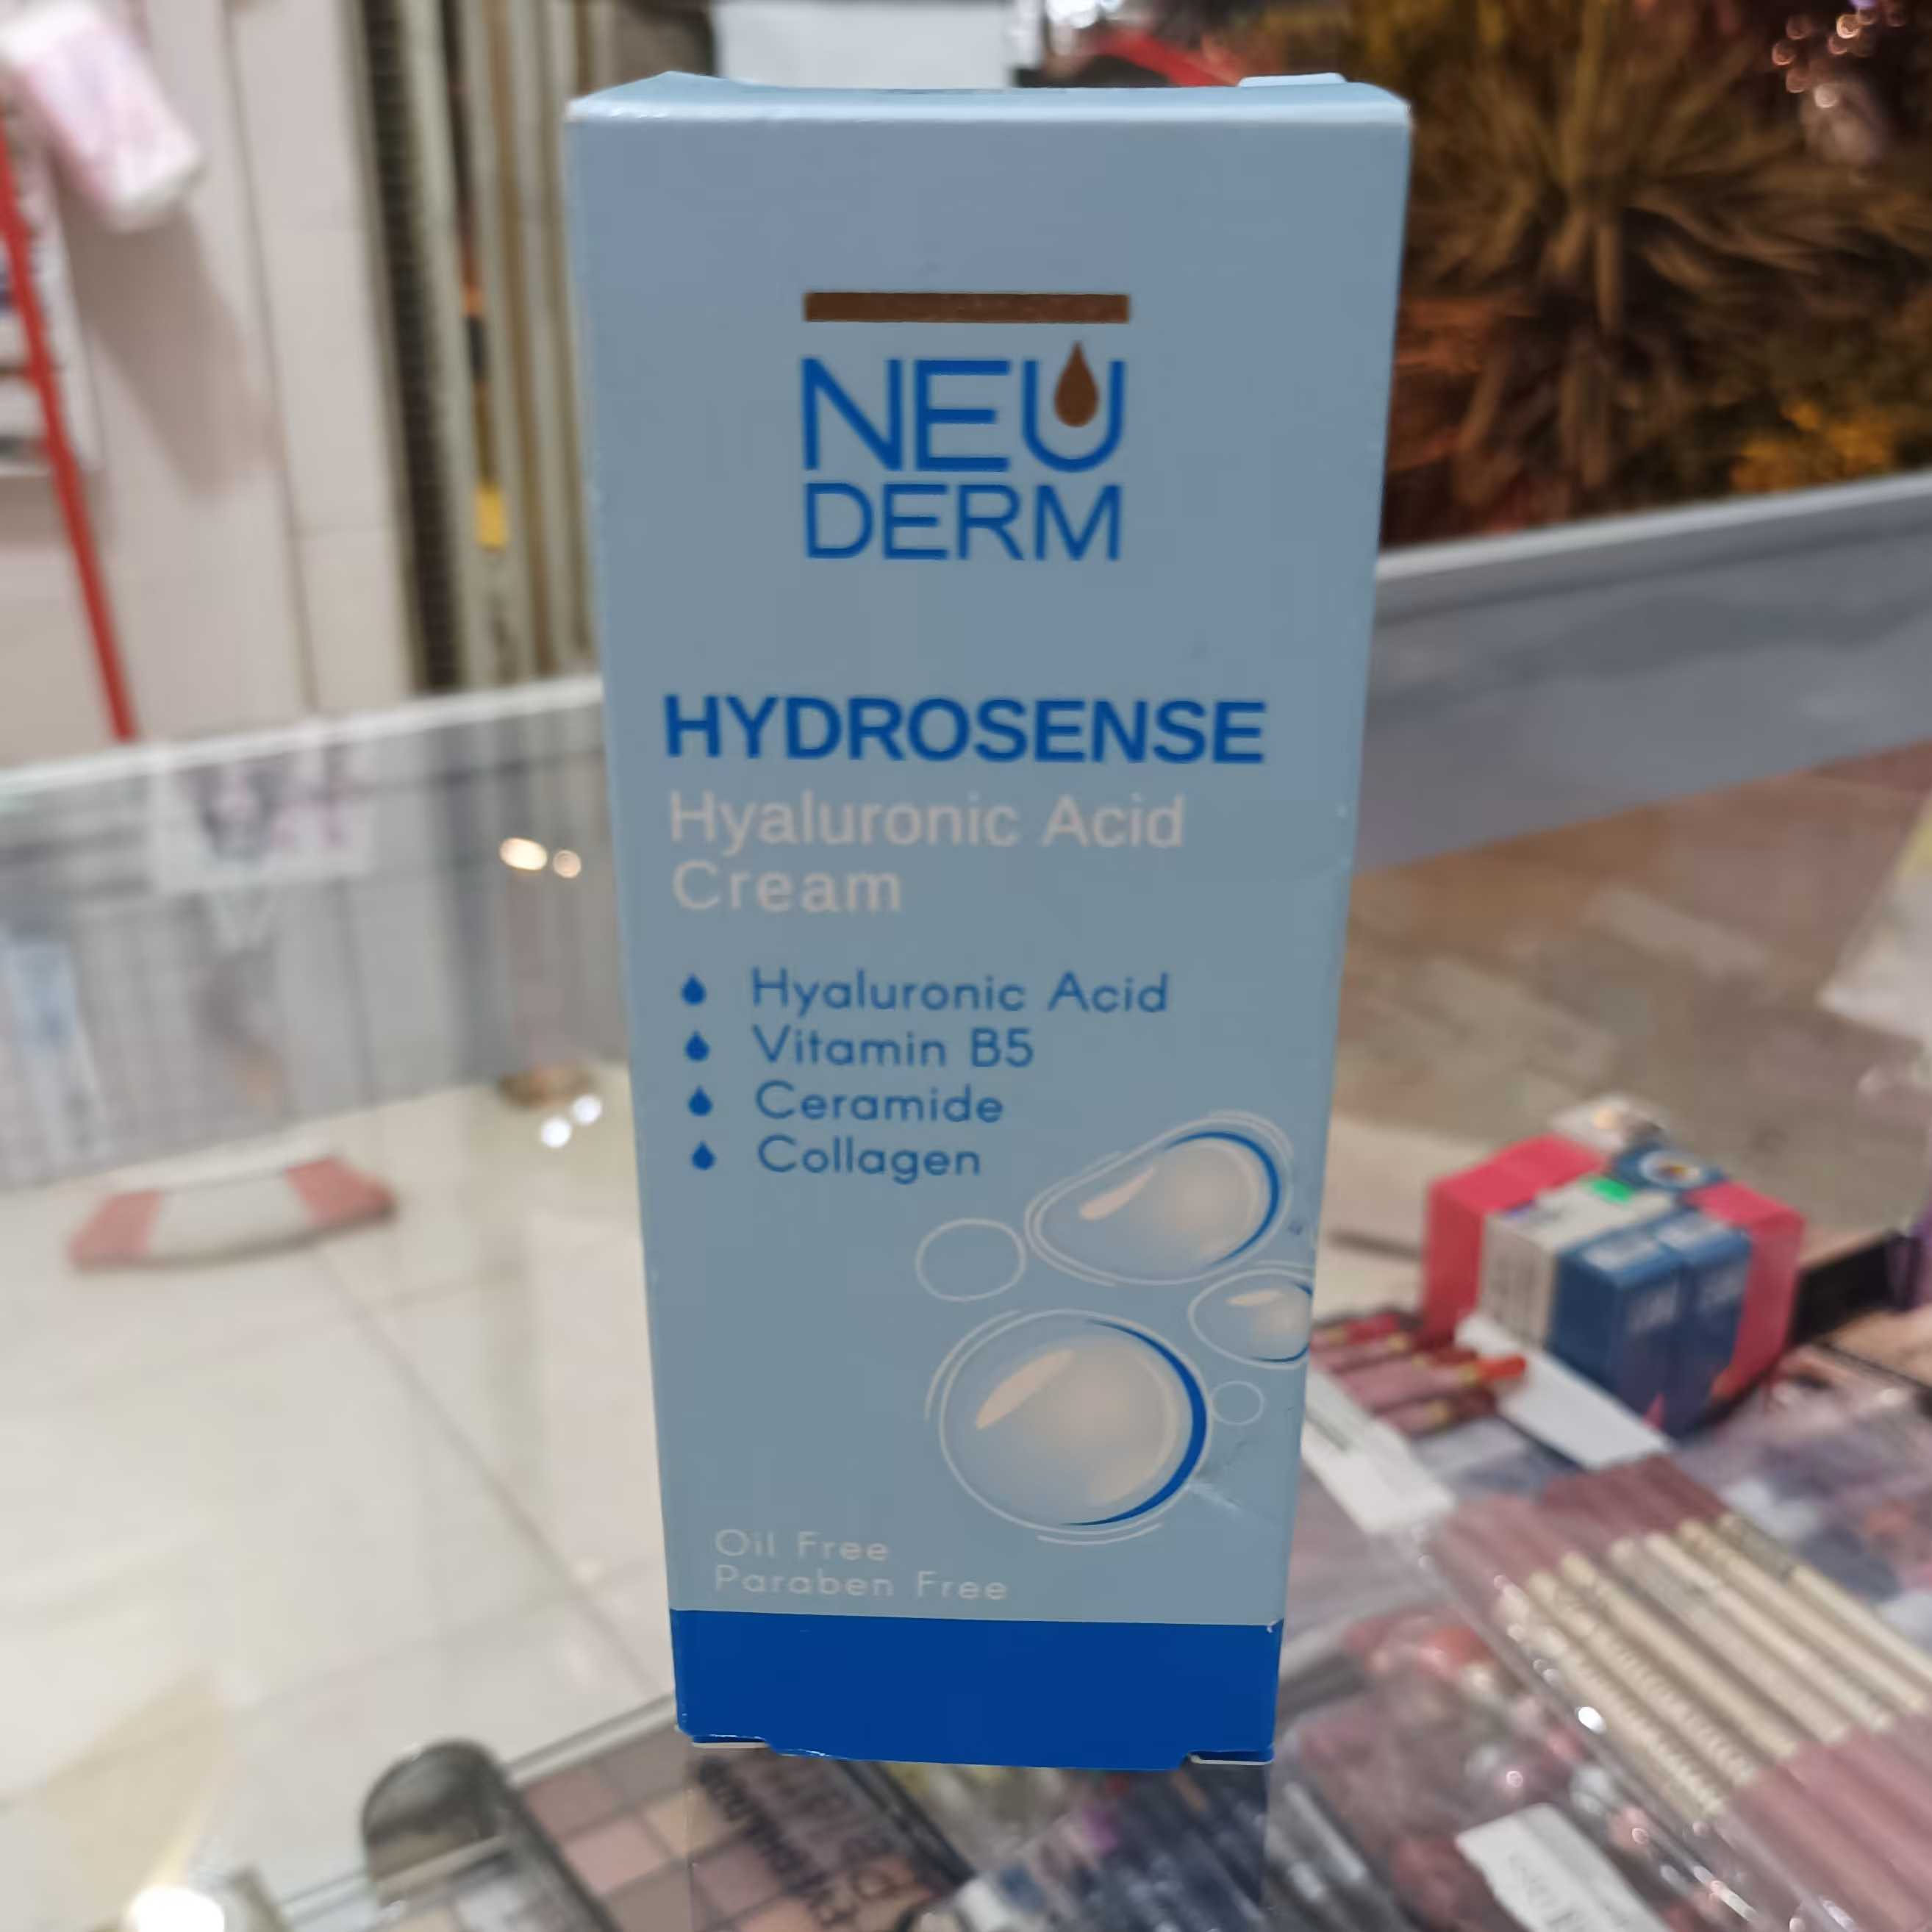 NEU
DERM
HYDROSENSE
Hyaluronic Acid
Cream
Hyaluronic Acid
Vitamin B5
Ceramide
Collagen
Oil Free
Paraben Free